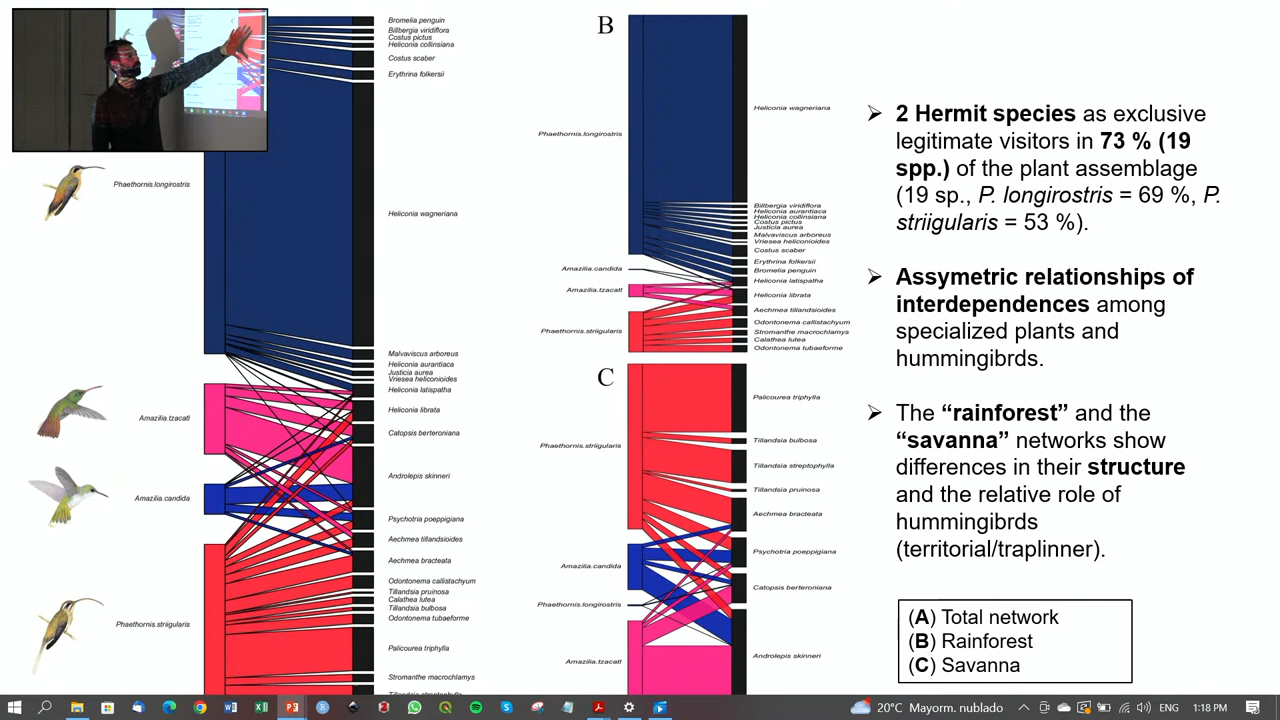 Bromelia penguin
Billbergia viridiflora
Costus pictus
Heliconia collinsiana
Costus scaber
Erythrina folkersii
Phaethornis.longirostris
Heliconia wagneriana
Malvaviscus arboreus
Heliconia aurantiaca
Justicia aurea
Vriesea heliconioides
Heliconia latispatha
Amazilia.tzacatl
Heliconia librata
Catopsis berteroniana
Androlepis skinneri
Amazilia.candida
Psychotria poeppigiana
Aechmea tillandsioides
Aechmea bracteata
Odontonema callistachyum
Tillandsia pruinosa
Calathea lutea
Tillandsia bulbosa
Odontonema tubaeforme
Phaethornis.striigularis
Palicourea triphylla
Stromanthe macrochlamys
B
Heliconia wagneriana
Phaethornis.longirostris
Billbergia viridiflora
Heliconia aurantiaca
Heliconia collinsiana
Costus pictus
Justicia aurea
Malvaviscus arboreus
Vriesea heliconioides
Costus scaber
Erythrina folkersii
Amazilia.candida
Bromelia penguin
Heliconia latispatha
Amazilia.tzacatl
Heliconia librata
Aechmea tillandsioides
Odontonema callistachyum
Phaethornis.striigularis
Stromanthe macrochlamys
Calathea lutea
Odontonema tubaeforme
C
Palicourea triphylla
Tillandsia bulbosa
Phaethornis.striigularis
Tillandsia streptophylla
Tillandsia pruinosa
Aechmea bracteata
Psychotria poeppigiana
Amazilia.candida
Catopsis berteroniana
Phaethornis.longirostris
Androlepis skinneri
Amazilia.tzacatl
➢ 2 Hermit species as exclusive
legitimate visitors in 73 % (19
spp.) of the plant assemblage
(19 sp., P. longirostris = 69 %, P.
striigularis = 53 %).
➢ Assymetric relationships of
interdependences among
specialized plants and
hummingibrds.
➢ The “rainforest” and the
“savanna” networks show
differences in their structure
and the relative role of
hummingibrds
(territorial/traplinner).
(A) Total network
(B) Rainforest
(C) Savanna
20°C Mayorm. nublado
1:18 PM